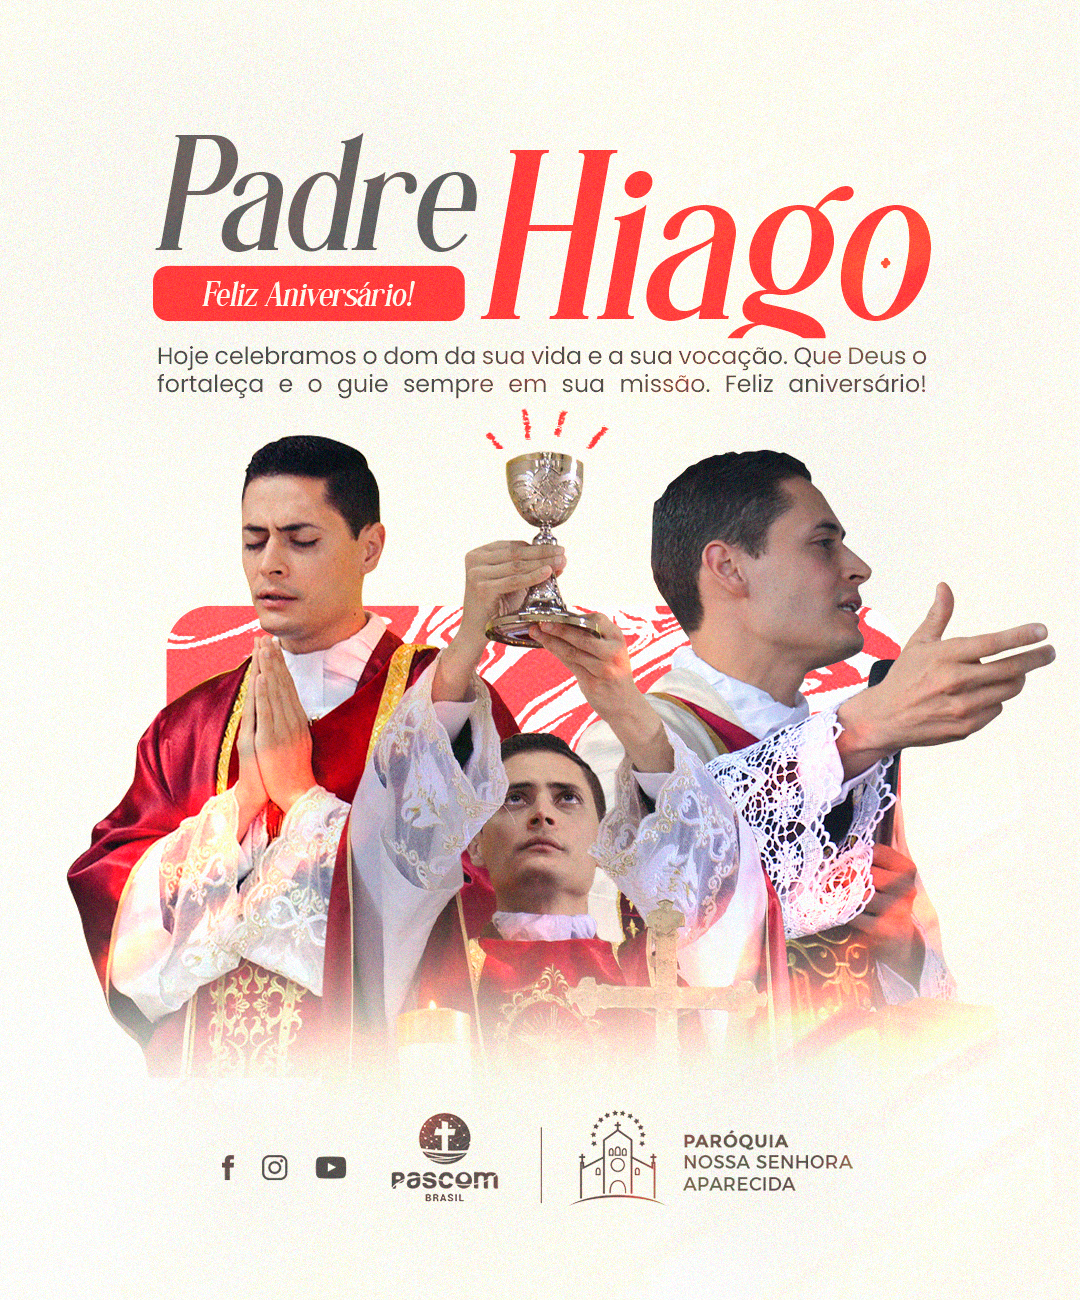 Padre Hiago
Feliz Aniversário!
Hoje celebramos o dom da sua vida e a sua vocação. Que Deus o
fortaleça e o guie sempre em sua missão. Feliz aniversário!
PASCOM
BRASIL
PARÓQUIA
NOSSA SENHORA
APARECIDA